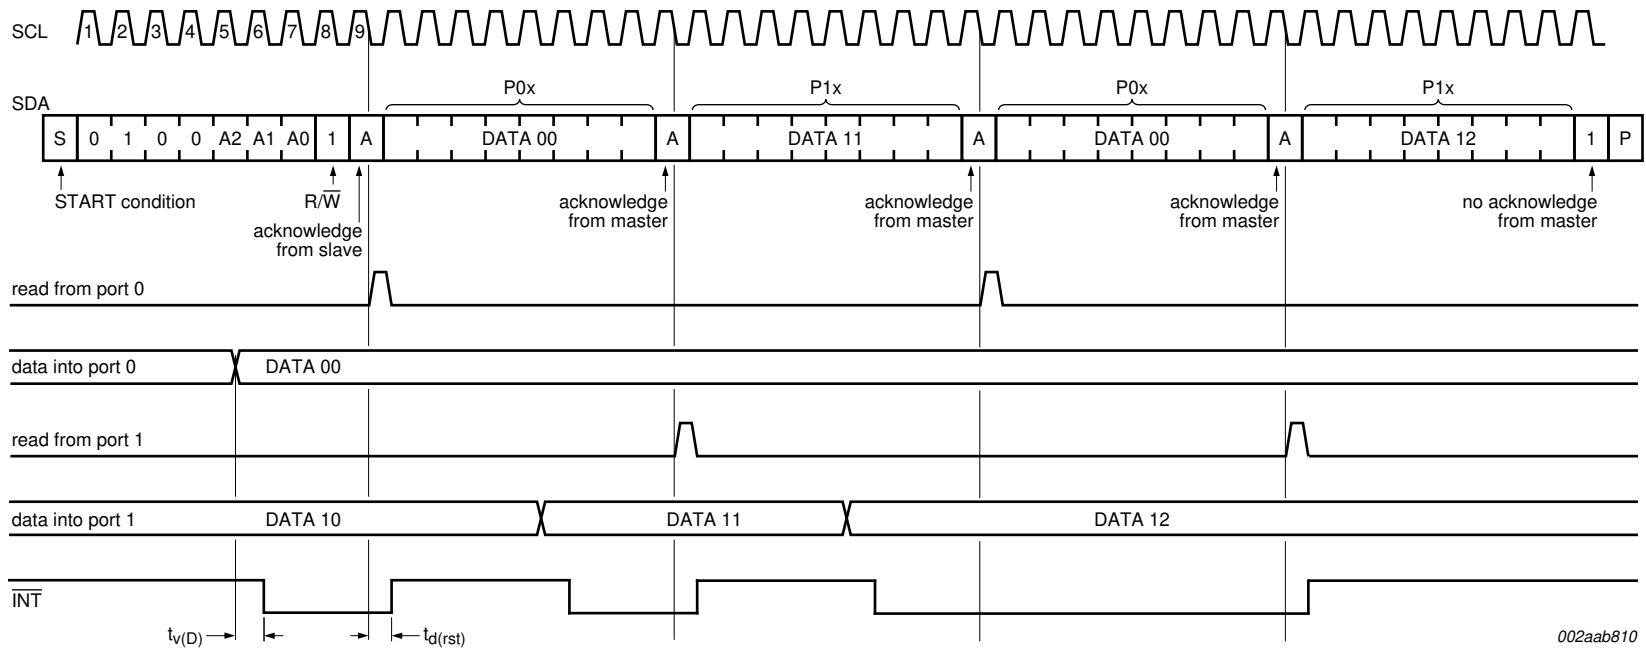 SCL 1 2 3 4 5 6 7 8 9
P0x P1x P0x P1x
SDA
S 0 1 0 0 A2 A1 A0 1 A DATA 00 A DATA 11 A DATA 00 A DATA 12 1 P
START condition R/W̅ acknowledge acknowledge acknowledge no acknowledge
from master from master from master from master
acknowledge
from slave
read from port 0
data into port 0 DATA 00
read from port 1
data into port 1 DATA 10 DATA 11 DATA 12
I̅N̅T̅
tv(D) td(rst) 002aab810